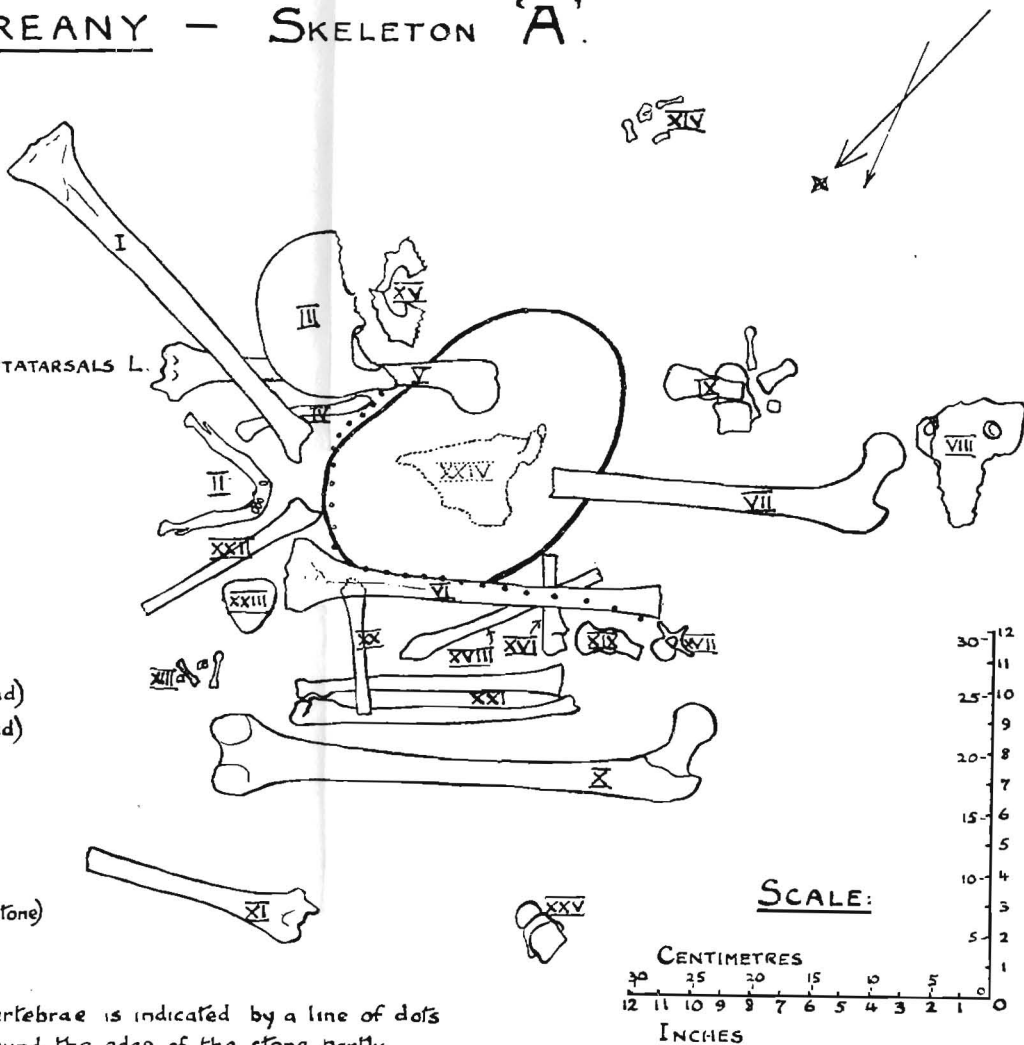 REANY — SKELETON 'A'.
XIV
I
III
XV
TATARSALS L.
V
IX
IV
VIII
XXIV
II
VII
XXII
XXIII
VI
XX
XVIII
XVI
XIX
XVII
XIII
d)
XXI
d)
X
30 12
11
25 10
9
20 8
7
15 6
5
10 4
3
5 2
1
tone)
XI
XXV
SCALE:
CENTIMETRES
30 25 20 15 10 5 0
12 11 10 9 8 7 6 5 4 3 2 1 0
INCHES
rtebrae is indicated by a line of dots
und the edge of the stone partly